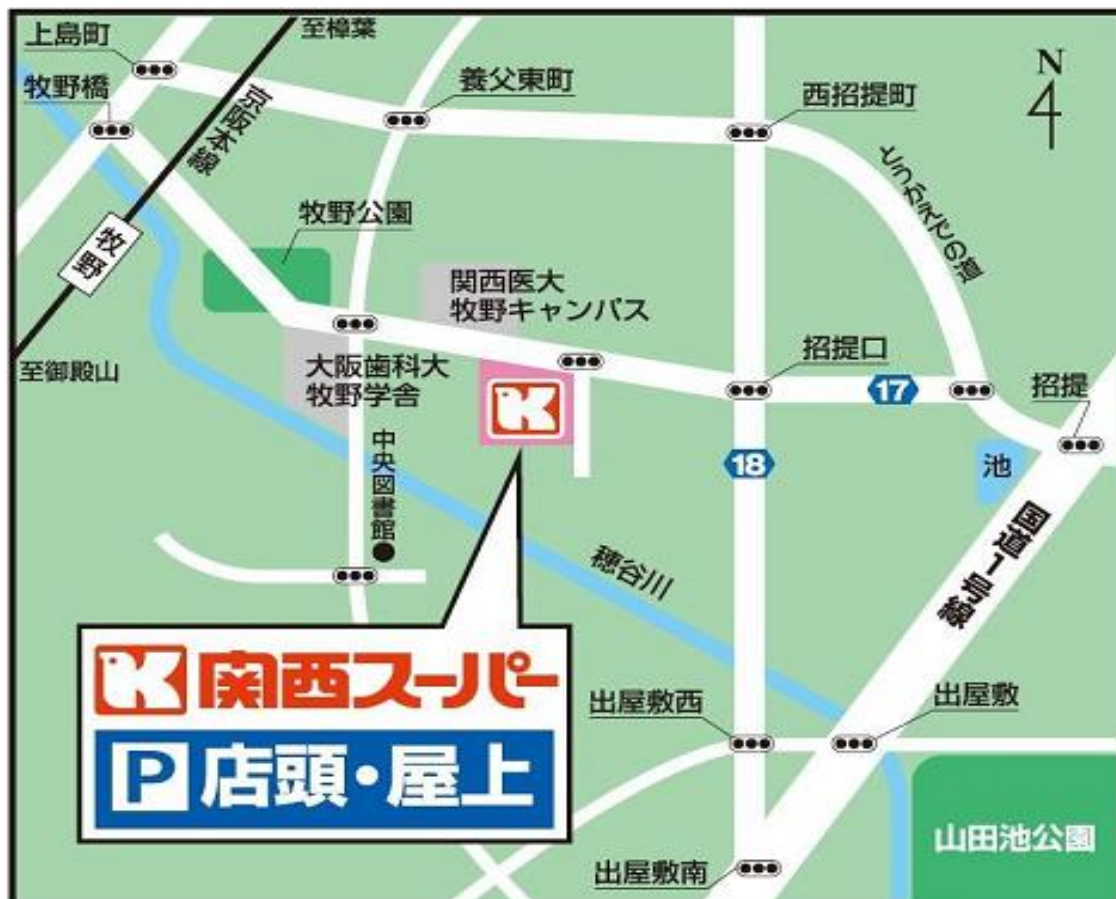 上島町
至樟葉
牧野橋
京阪本線
養父東町
西招提町
N
とうかえでの道
牧野公園
牧野
関西医大
牧野キャンバス
至御殿山
大阪歯科大
牧野学舎
招提口
17
招提
K
中央図書館
18
池
国道1号線
穂谷川
K 関西スーパー
P 店頭・屋上
出屋敷西
出屋敷
山田池公園
出屋敷南